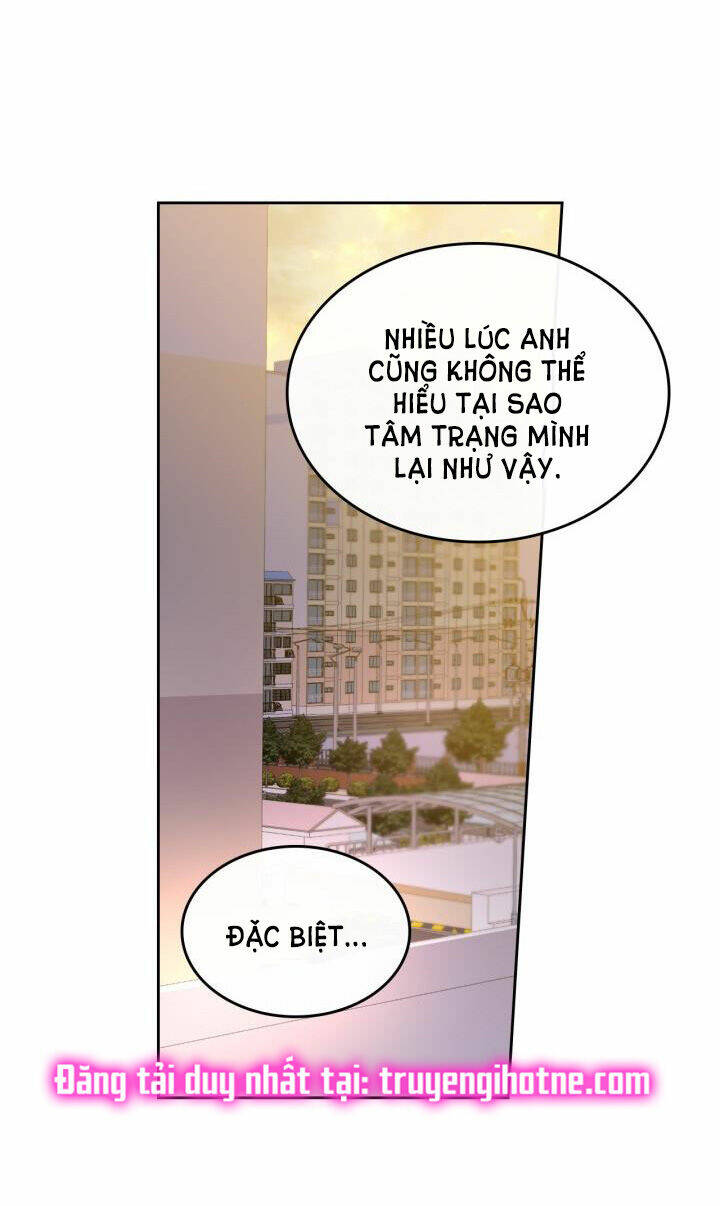 NHIỀU LÚC ANH
CŨNG KHÔNG THỂ
HIỂU TẠI SAO
TÂM TRẠNG MÌNH
LẠI NHƯ VẬY.
ĐẶC BIỆT...
Đăng tải duy nhất tại: truyengihotne.com